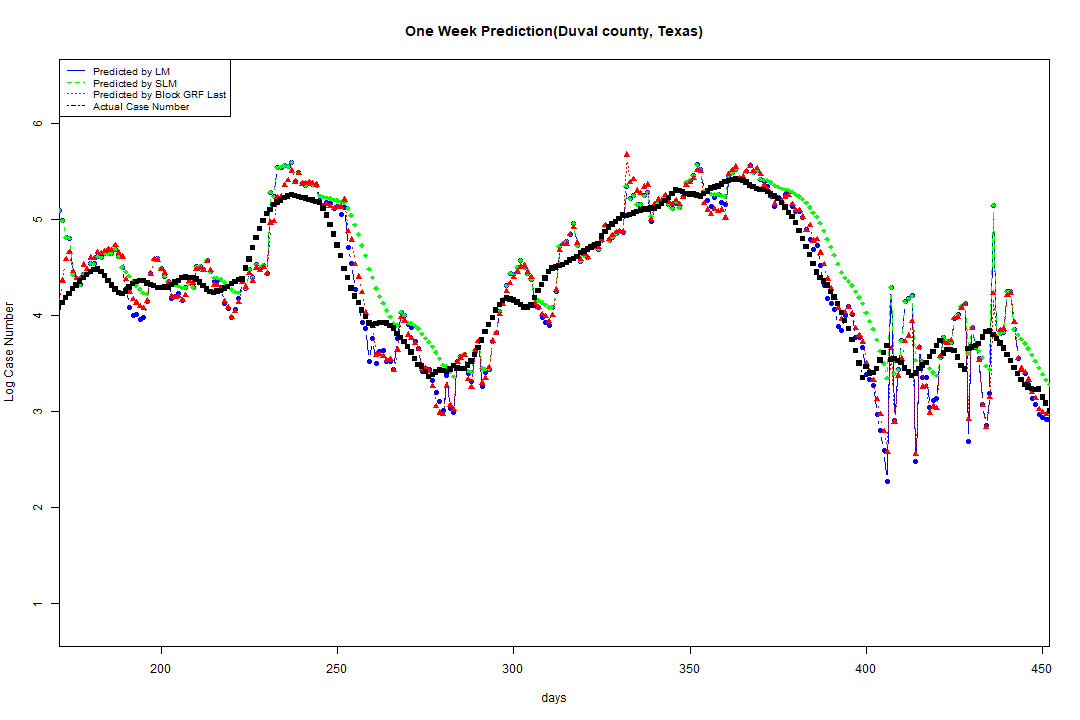 One Week Prediction(Duval county, Texas)
Predicted by LM
Predicted by SLM
Predicted by Block GRF Last
Actual Case Number
Log Case Number
6
5
4
3
2
1
200
250
300
350
400
450
days